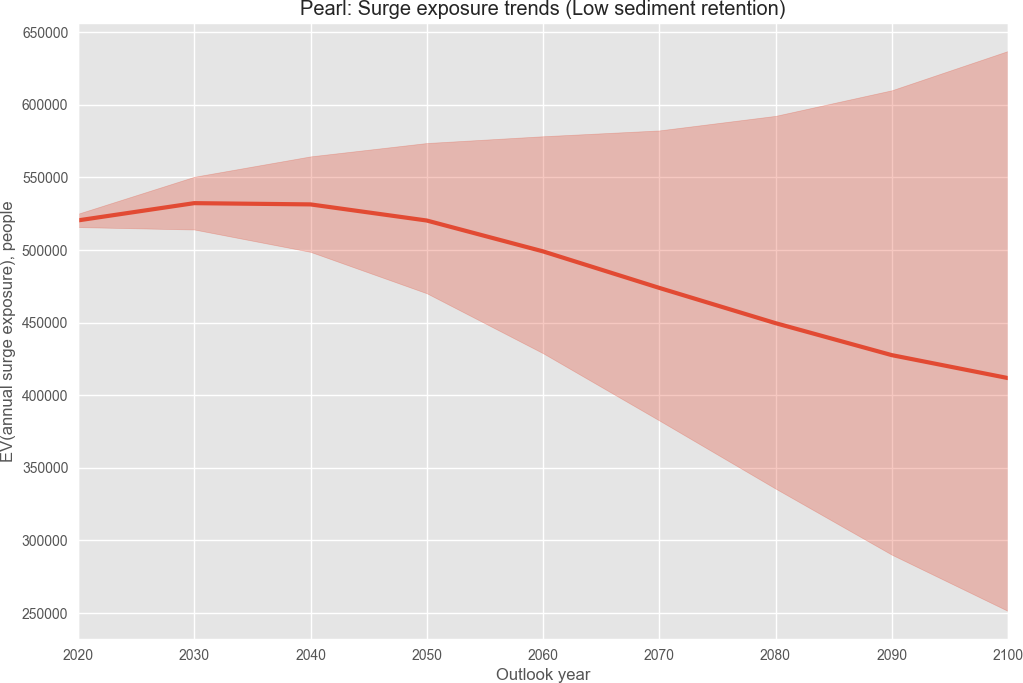 Pearl: Surge exposure trends (Low sediment retention)
650000
600000
550000
500000
450000
400000
350000
300000
250000
EV(annual surge exposure), people
2020 2030 2040 2050 2060 2070 2080 2090 2100
Outlook year